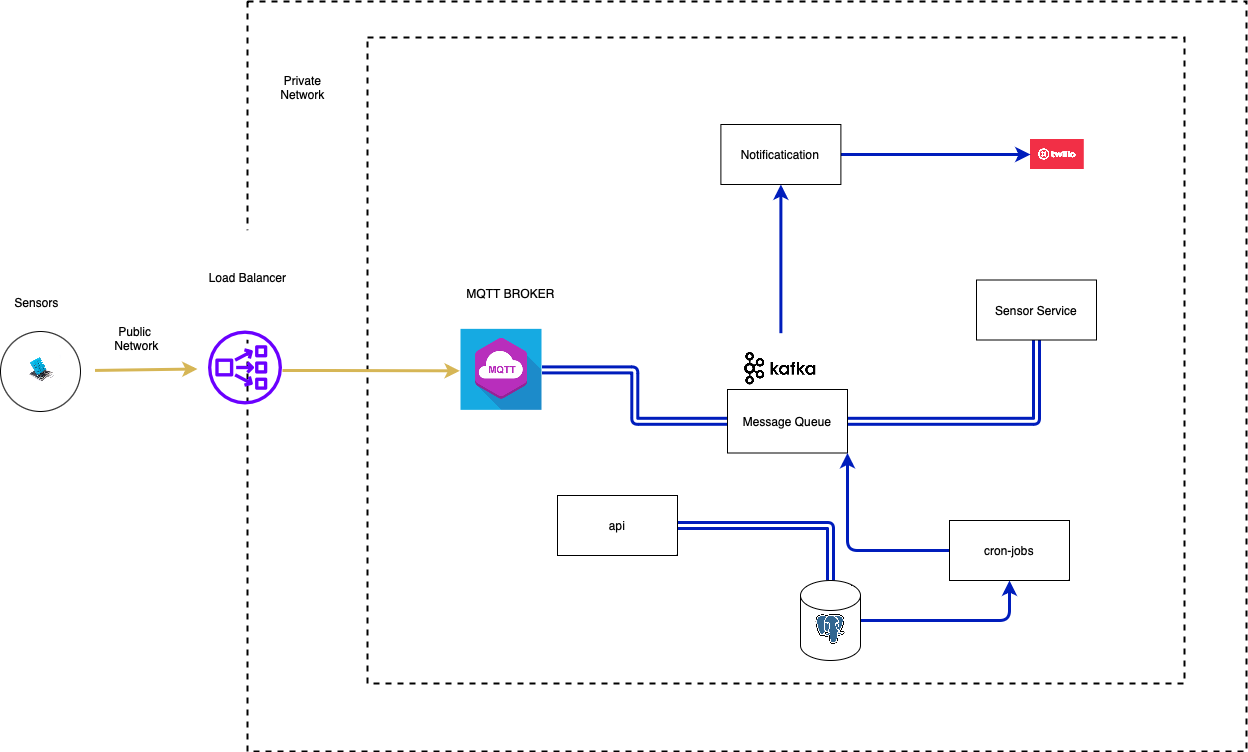 Private
Network
Notificatication
twilio
Load Balancer
MQTT BROKER
Sensors
Sensor Service
Public
Network
MQTT
kafka
Message Queue
api
cron-jobs